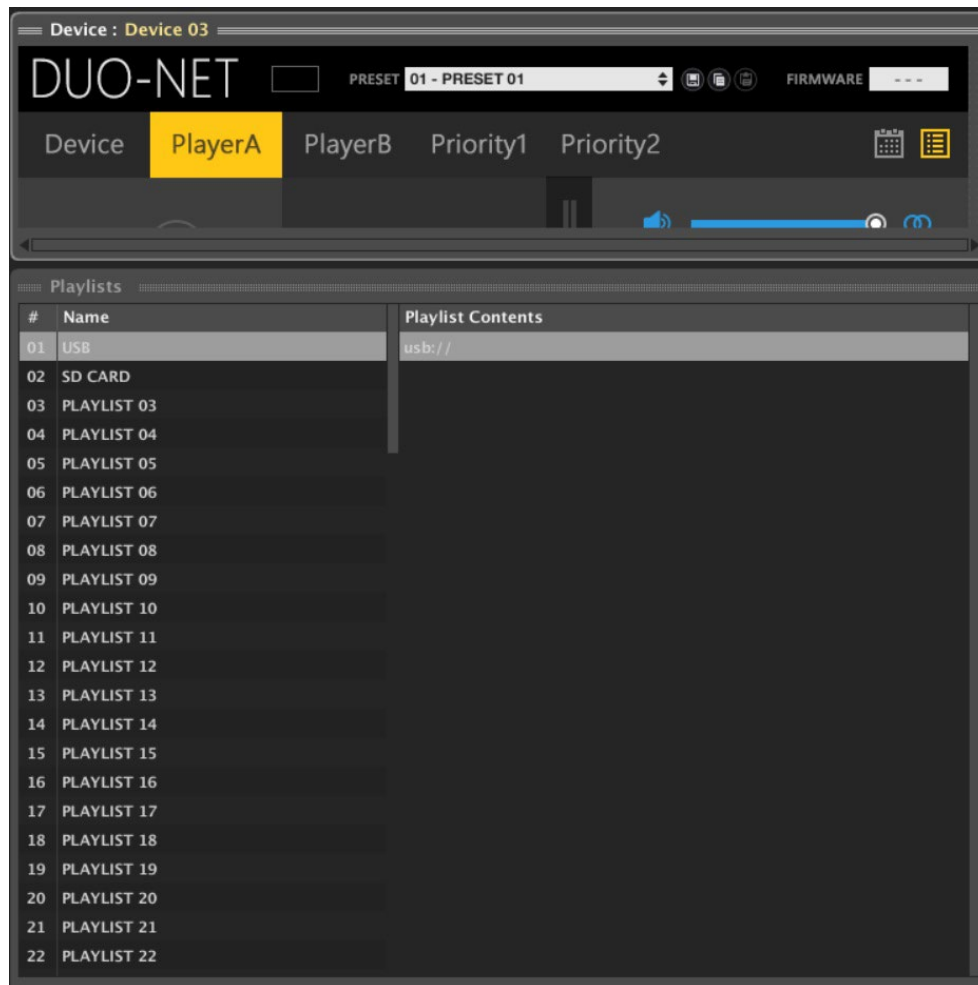 Device : Device 03
DUO-NET PRESET 01 - PRESET 01 FIRMWARE - - -
Device PlayerA PlayerB Priority1 Priority2
Playlists
# Name Playlist Contents
01 USB usb://
02 SD CARD
03 PLAYLIST 03
04 PLAYLIST 04
05 PLAYLIST 05
06 PLAYLIST 06
07 PLAYLIST 07
08 PLAYLIST 08
09 PLAYLIST 09
10 PLAYLIST 10
11 PLAYLIST 11
12 PLAYLIST 12
13 PLAYLIST 13
14 PLAYLIST 14
15 PLAYLIST 15
16 PLAYLIST 16
17 PLAYLIST 17
18 PLAYLIST 18
19 PLAYLIST 19
20 PLAYLIST 20
21 PLAYLIST 21
22 PLAYLIST 22